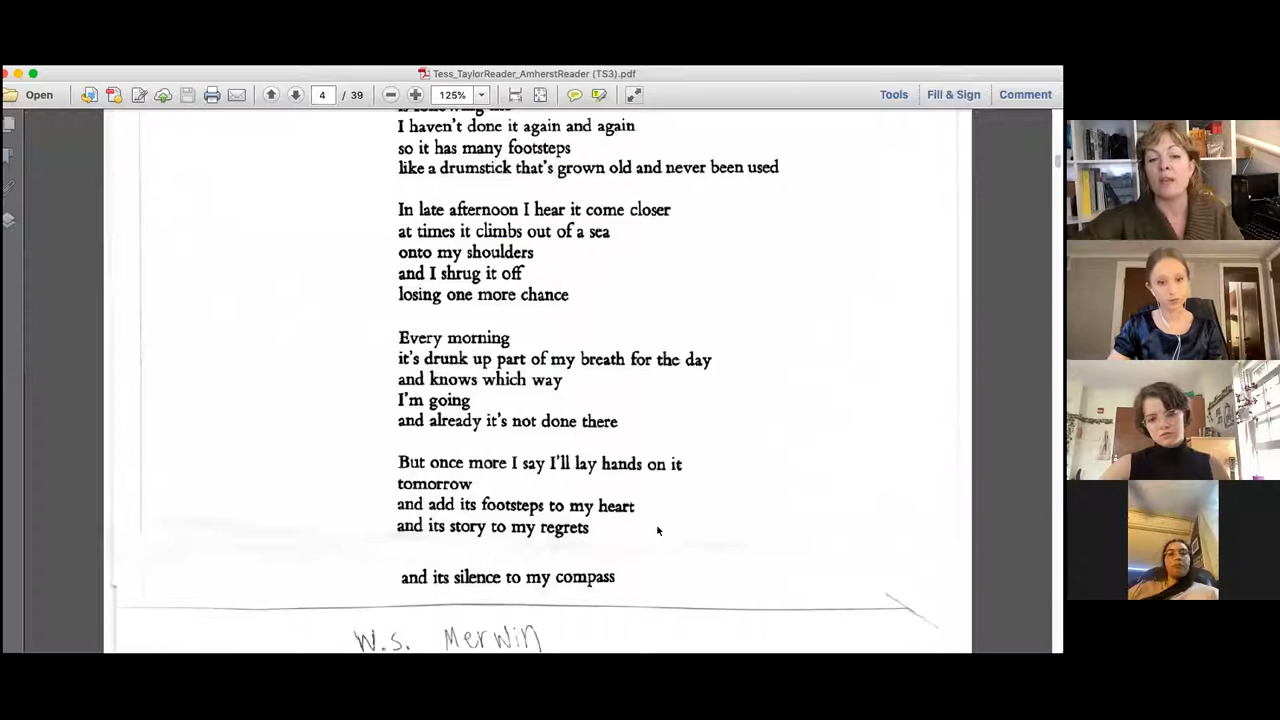 Tess_TaylorReader_AmherstReader (TS3).pdf
Open 4 / 39 125% Tools Fill & Sign Comment
I haven't done it again and again
so it has many footsteps
like a drumstick that's grown old and never been used
In late afternoon I hear it come closer
at times it climbs out of a sea
onto my shoulders
and I shrug it off
losing one more chance
Every morning
it's drunk up part of my breath for the day
and knows which way
I'm going
and already it's not done there
But once more I say I'll lay hands on it
tomorrow
and add its footsteps to my heart
and its story to my regrets
and its silence to my compass
W.s. Merwin